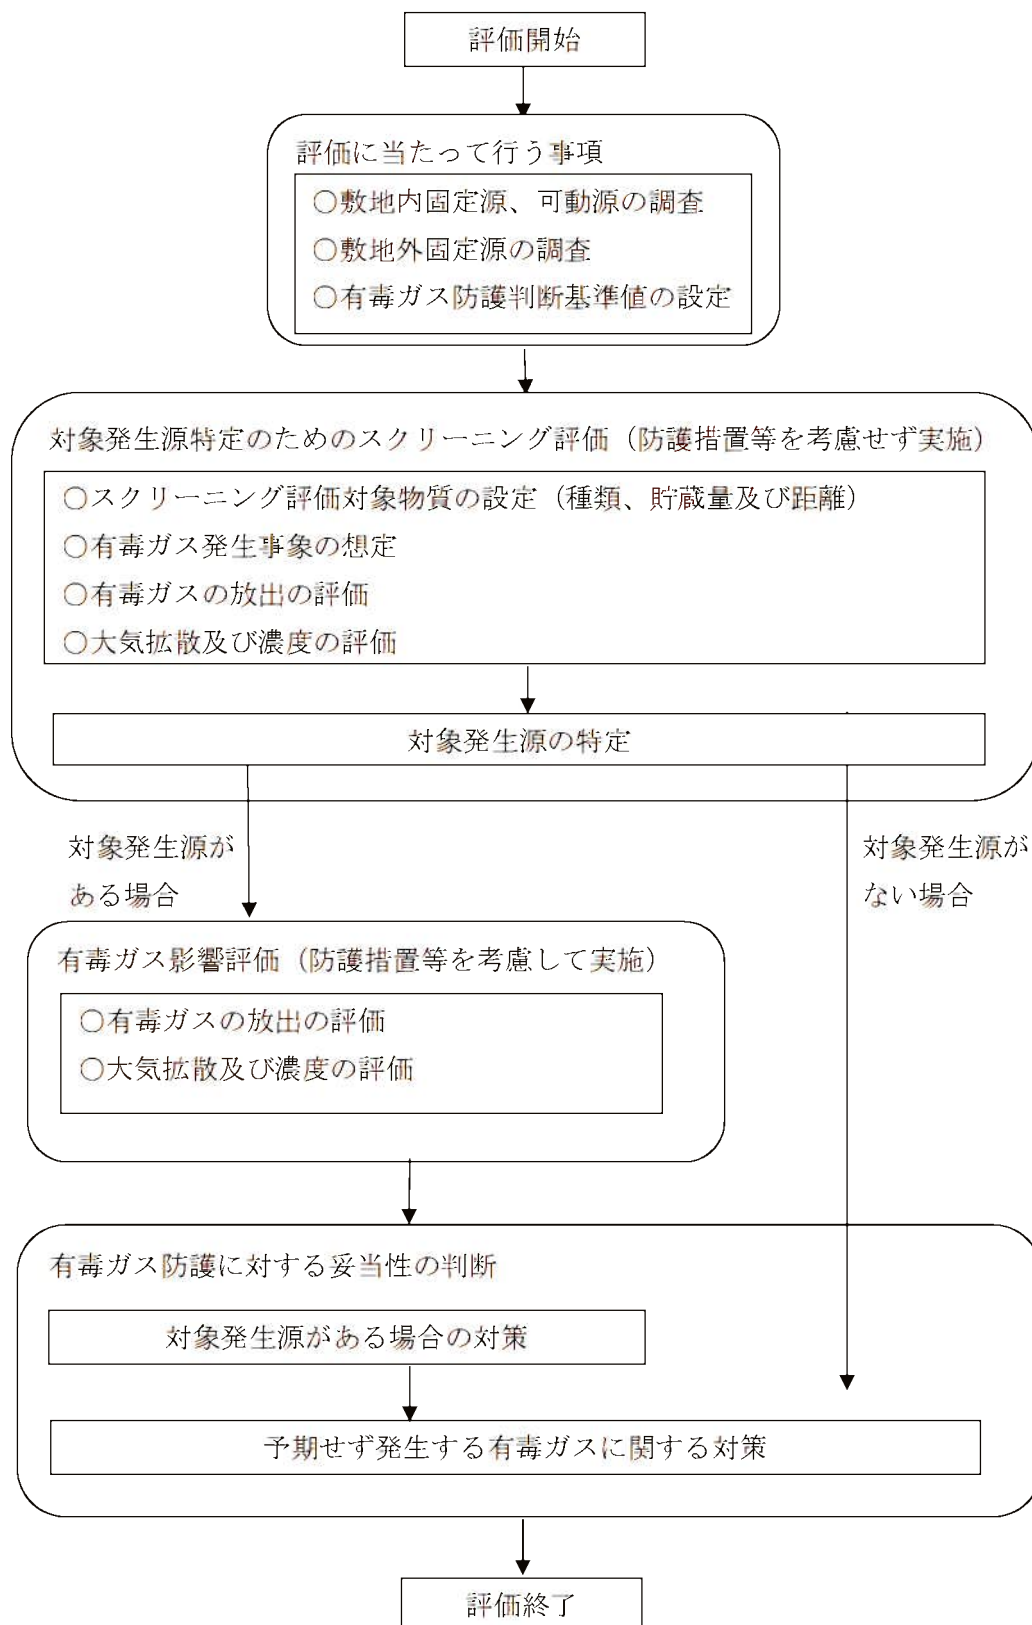 評価開始
評価に当たって行う事項
○敷地内固定源、可動源の調査
○敷地外固定源の調査
○有毒ガス防護判断基準値の設定
対象発生源特定のためのスクリーニング評価（防護措置等を考慮せず実施）
○スクリーニング評価対象物質の設定（種類、貯蔵量及び距離）
○有毒ガス発生事象の想定
○有毒ガスの放出の評価
○大気拡散及び濃度の評価
対象発生源の特定
対象発生源が
ある場合
対象発生源が
ない場合
有毒ガス影響評価（防護措置等を考慮して実施）
○有毒ガスの放出の評価
○大気拡散及び濃度の評価
有毒ガス防護に対する妥当性の判断
対象発生源がある場合の対策
予期せず発生する有毒ガスに関する対策
評価終了